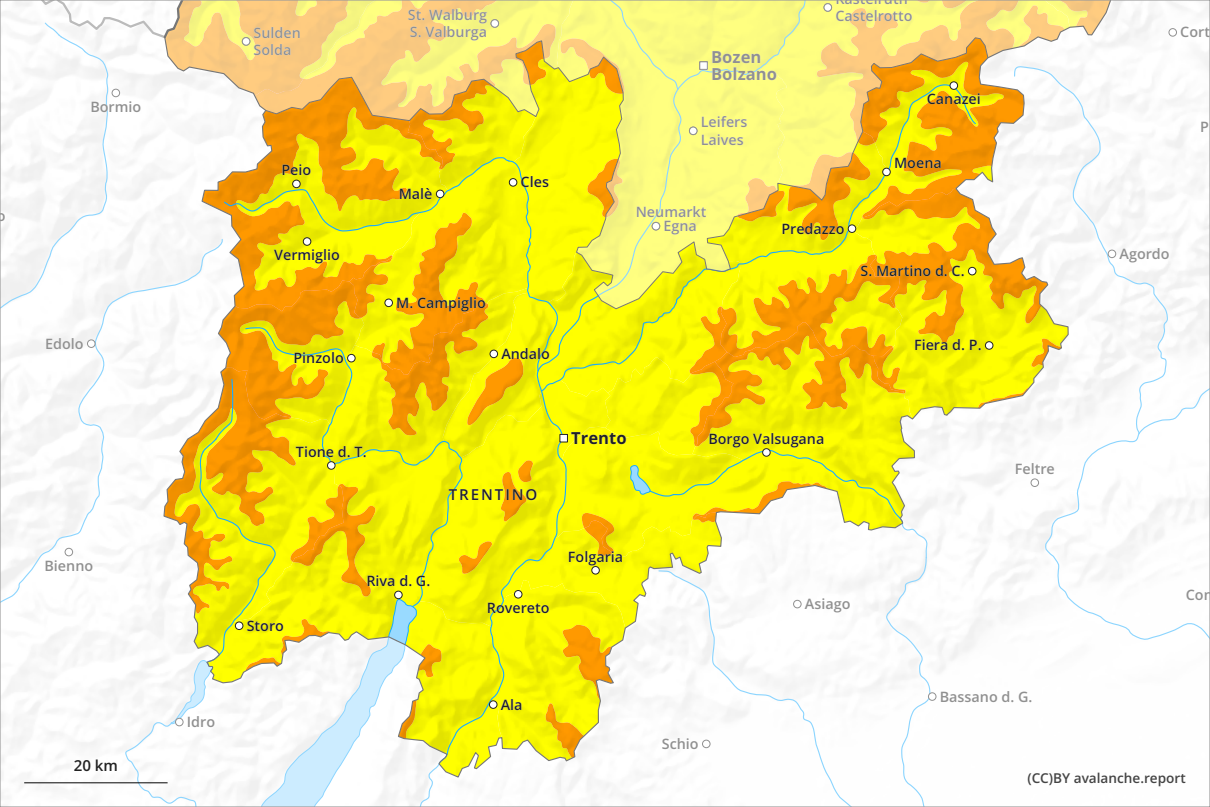 Kastelruth
Castelrotto
St. Walburg
S. Valburga
Sulden
Solda
Cort
Bozen
Bolzano
Bormio
Canazei
Leifers
Laives
P
Moena
Peio
Malè
Cles
Neumarkt
Egna
Predazzo
Vermiglio
Agordo
S. Martino d. C.
M. Campiglio
Edolo
Pinzolo
Andalo
Fiera d. P.
Trento
Borgo Valsugana
Tione d. T.
Feltre
TRENTINO
Bienno
Folgaria
Riva d. G.
Rovereto
Asiago
Cor
Storo
Ala
Bassano d. G.
Idro
Schio
20 km
(CC)BY avalanche.report